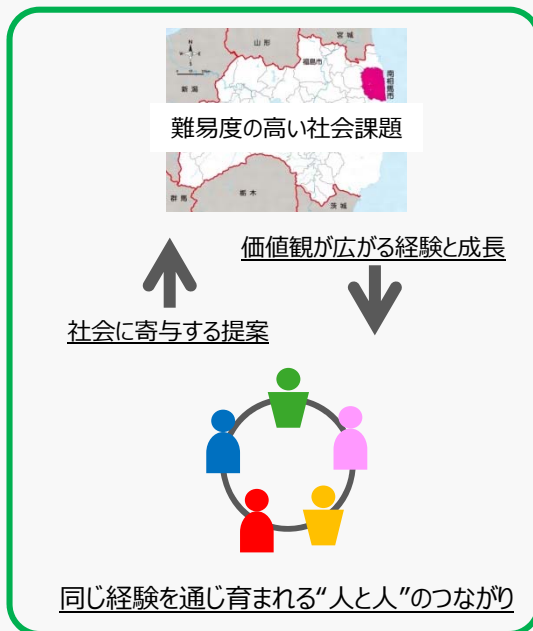 宮城
山形
福島市
南相馬市
新潟
難易度の高い社会課題
栃木
群馬
茨城
価値観が広がる経験と成長
社会に寄与する提案
同じ経験を通じ育まれる“人と人”のつながり